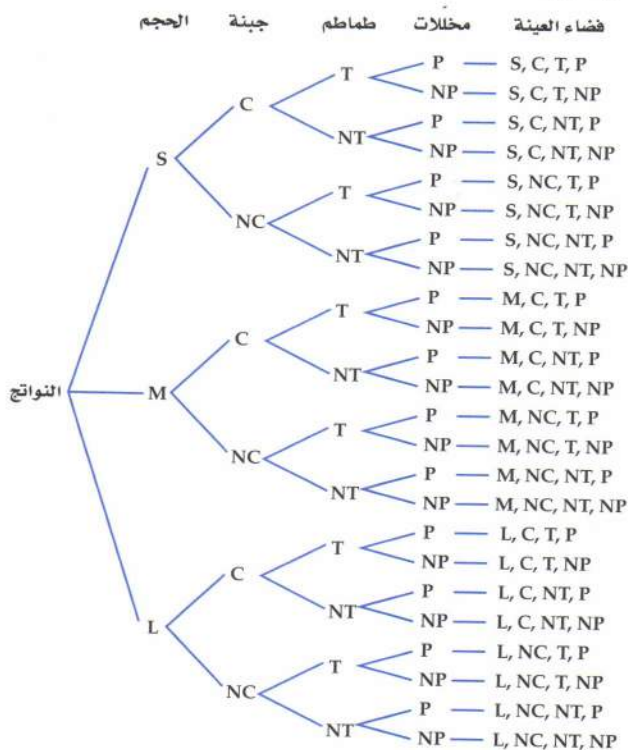 الحجم جبنة طماطم مخللات فضاء العينة
P S, C, T, P
T
NP S, C, T, NP
C
P S, C, NT, P
NT
NP S, C, NT, NP
S
P S, NC, T, P
T
NP S, NC, T, NP
NC
P S, NC, NT, P
NT
NP S, NC, NT, NP
P M, C, T, P
T
NP M, C, T, NP
C
P M, C, NT, P
NT
NP M, C, NT, NP
النواتج M
P M, NC, T, P
T
NP M, NC, T, NP
NC
P M, NC, NT, P
NT
NP M, NC, NT, NP
P L, C, T, P
T
NP L, C, T, NP
C
P L, C, NT, P
NT
NP L, C, NT, NP
L
P L, NC, T, P
T
NP L, NC, T, NP
NC
P L, NC, NT, P
NT
NP L, NC, NT, NP